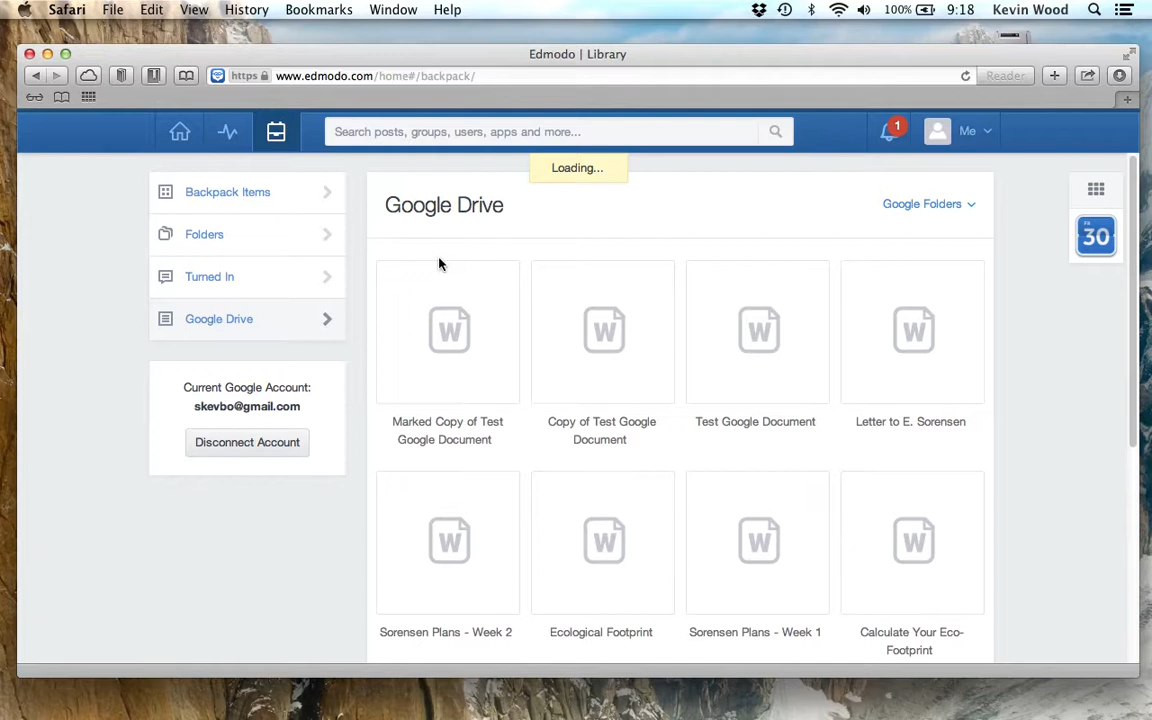 Safari File Edit View History Bookmarks Window Help 100% 9:18 Kevin Wood
Edmodo | Library
https www.edmodo.com/home#/backpack/ Reader
Search posts, groups, users, apps and more... 1 Me
Loading...
Backpack Items
Folders
Turned In
Google Drive
Current Google Account:
skevbo@gmail.com
Disconnect Account
Google Drive Google Folders
30
W W W W
Marked Copy of Test Google Document
Copy of Test Google Document
Test Google Document
Letter to E. Sorensen
W W W W
Sorensen Plans - Week 2
Ecological Footprint
Sorensen Plans - Week 1
Calculate Your Eco-
Footprint